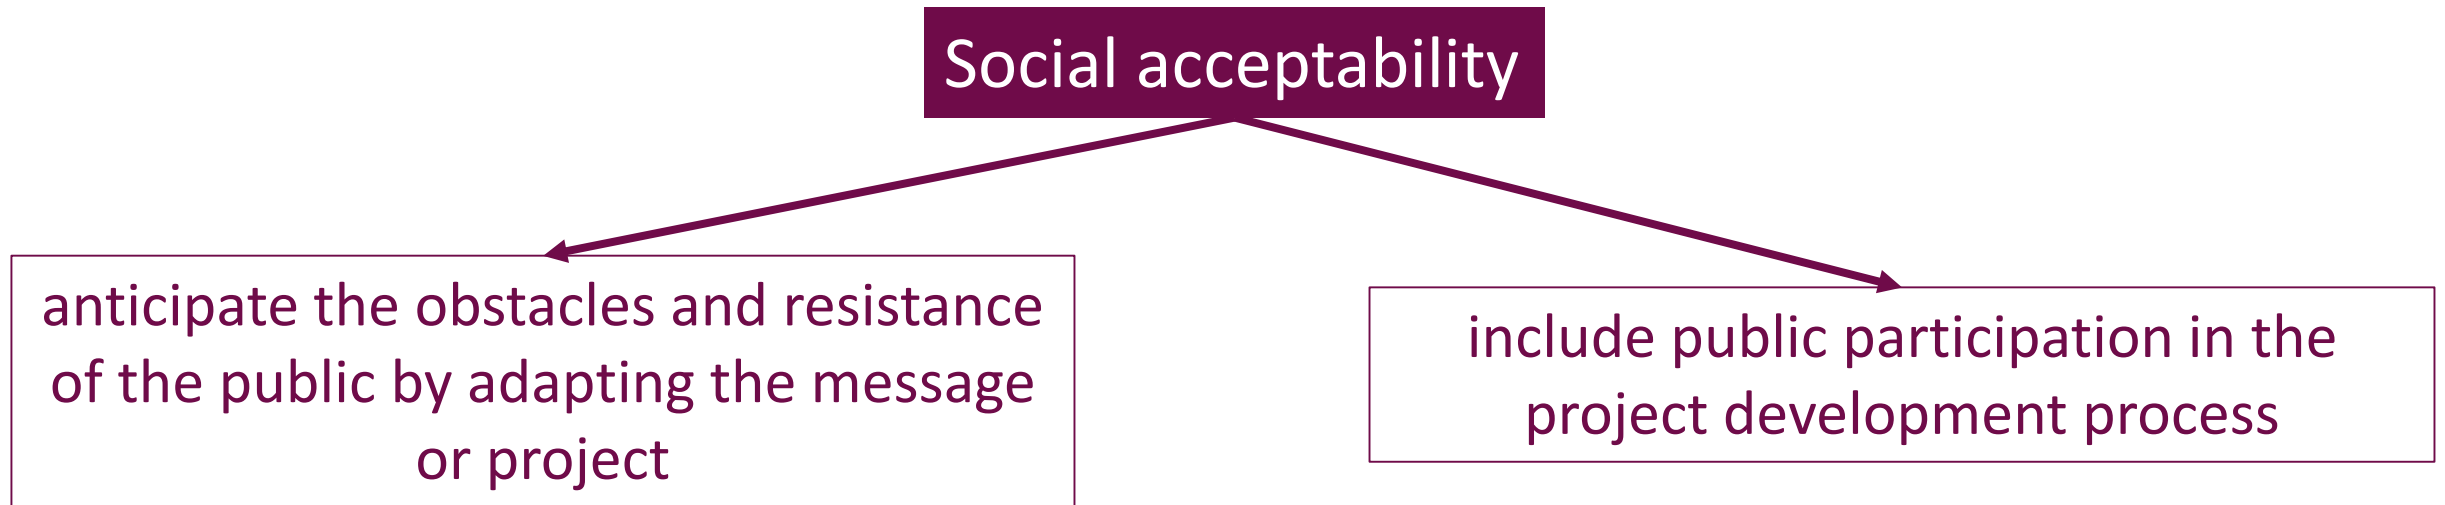 Social acceptability
anticipate the obstacles and resistance
of the public by adapting the message
or project
include public participation in the
project development process